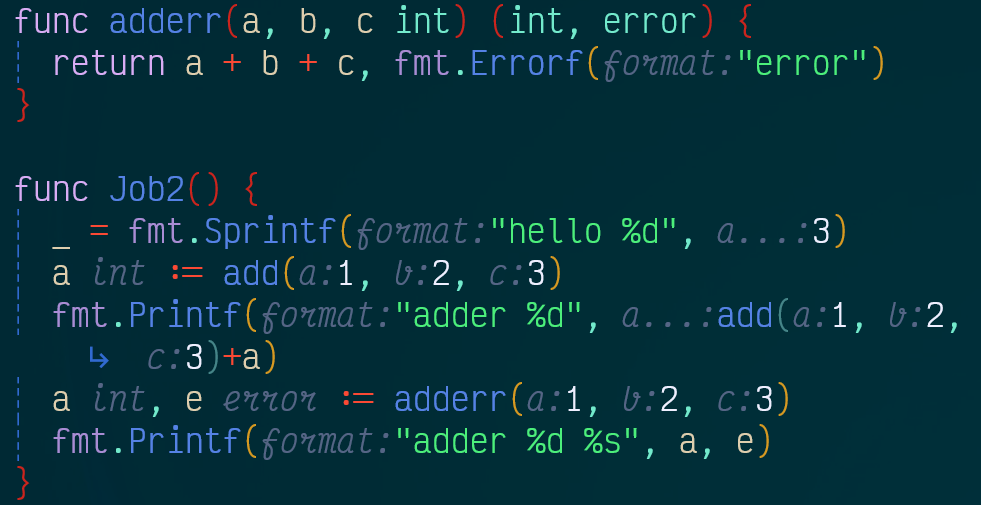 func adderr(a, b, c int) (int, error) {
  return a + b + c, fmt.Errorf(format:"error")
}
func Job2() {
  _ = fmt.Sprintf(format:"hello %d", a...:3)
  a int := add(a:1, b:2, c:3)
  fmt.Printf(format:"adder %d", a...:add(a:1, b:2,
    ↳  c:3)+a)
  a int, e error := adderr(a:1, b:2, c:3)
  fmt.Printf(format:"adder %d %s", a, e)
}